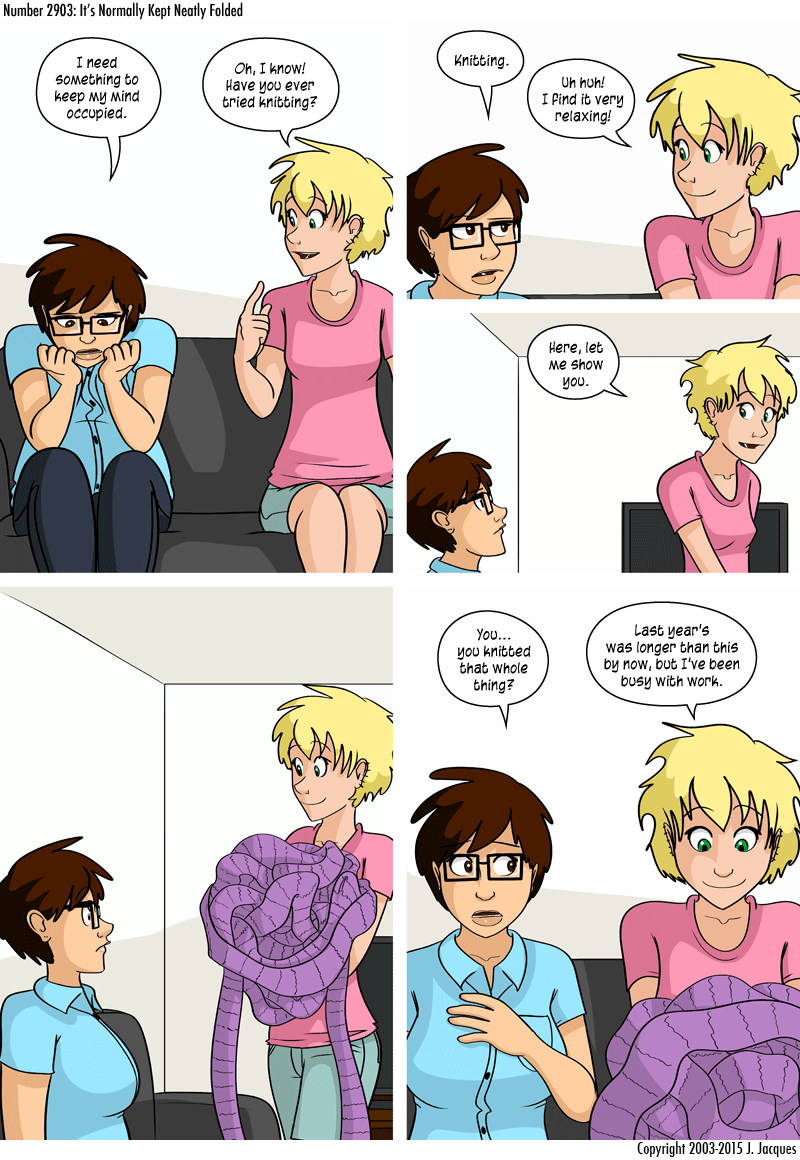 Number 2903: It's Normally Kept Neatly Folded
I need
something to
keep my mind
occupied.
Oh, I know!
Have you ever
tried knitting?
Knitting.
Uh huh!
I find it very
relaxing!
Here, let
me show
you.
You...
you knitted
that whole
thing?
Last year's
was longer than this
by now, but I've been
busy with work.
Copyright 2003-2015 J. Jacques